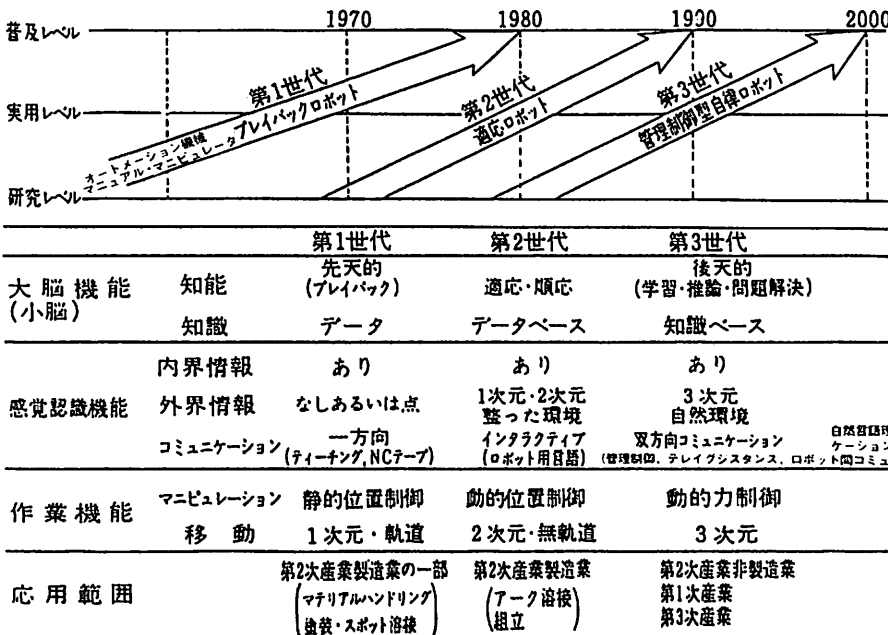 1970 1980 1990 2000
普及レベル
実用レベル
研究レベル
オートメーション機械
マニュアル・マニピュレータ
第1世代
プレイバックロボット
第2世代
適応ロボット
第3世代
管理制御型自律ロボット
第1世代 第2世代 第3世代
大脳機能
(小脳)
知能
先天的
(プレイバック)
適応・順応
後天的
(学習・推論・問題解決)
知識 データ データベース 知識ベース
感覚認識機能
内界情報 あり あり あり
外界情報 なしあるいは点
1次元・2次元
整った環境
3次元
自然環境
コミュニケーション
一方向
(ティーチング,NCテープ)
インタラクティブ
(ロボット用言語)
双方向コミュニケーション
(管理制御、テレイグジスタンス、ロボット間コミュ
自然言語理
ケーション
作業機能
マニピュレーション 静的位置制御 動的位置制御 動的力制御
移動 1次元・軌道 2次元・無軌道 3次元
応用範囲
第2次産業製造業の一部
(マテリアルハンドリング
塗装・スポット溶接)
第2次産業製造業
(アーク溶接
組立)
第2次産業非製造業
第1次産業
第3次産業